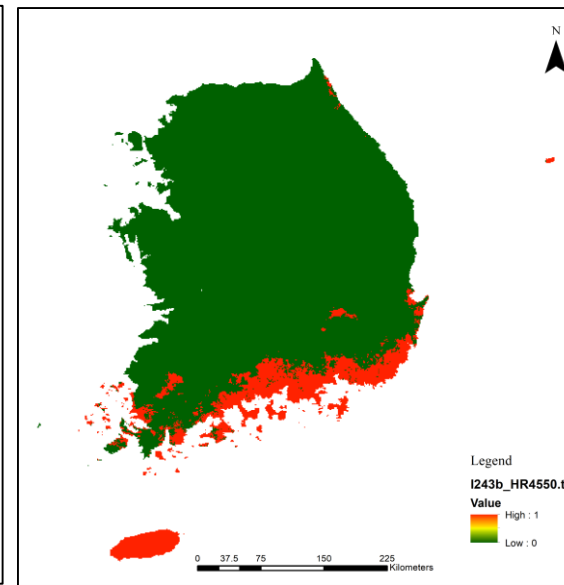 N
Legend
I243b_HR4550.t
Value
High : 1
Low : 0
0 37.5 75 150 225
Kilometers